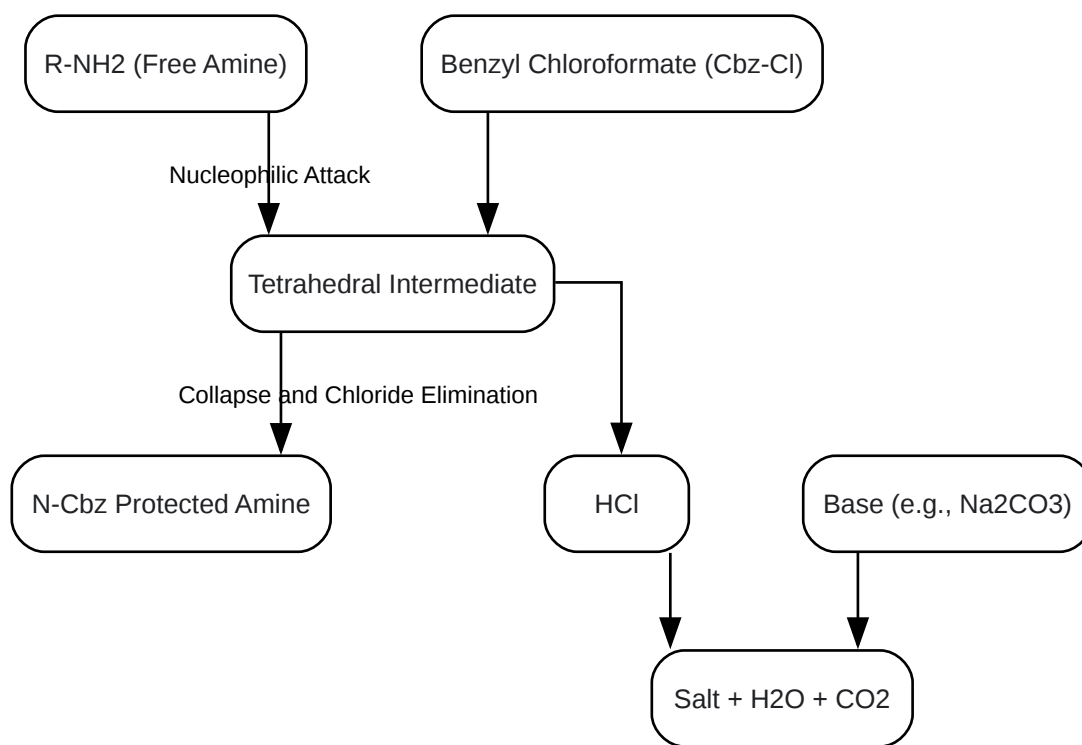 R-NH2 (Free Amine)
Benzyl Chloroformate (Cbz-Cl)
Nucleophilic Attack
Tetrahedral Intermediate
Collapse and Chloride Elimination
N-Cbz Protected Amine
HCl
Base (e.g., Na2CO3)
Salt + H2O + CO2